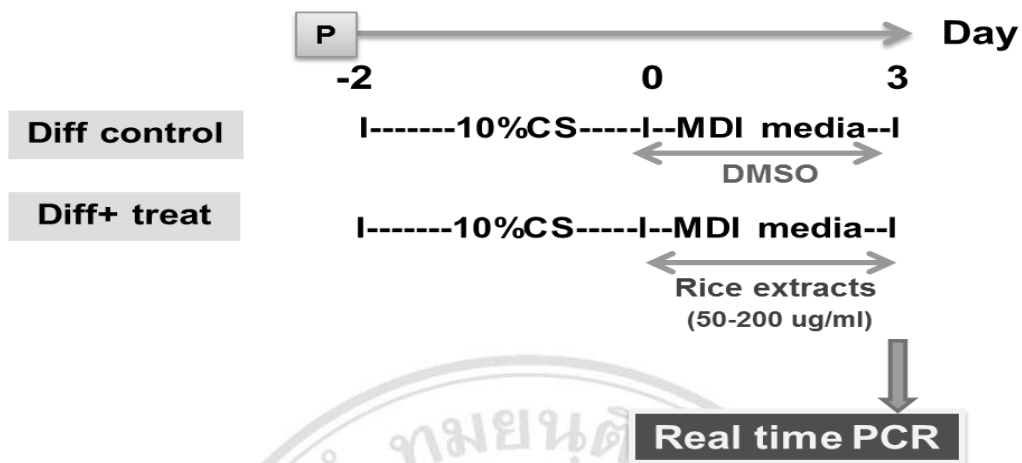 P Day
-2 0 3
Diff control I-------10%CS-----I--MDI media--I
DMSO
Diff+ treat I-------10%CS-----I--MDI media--I
Rice extracts
(50-200 ug/ml)
Real time PCR